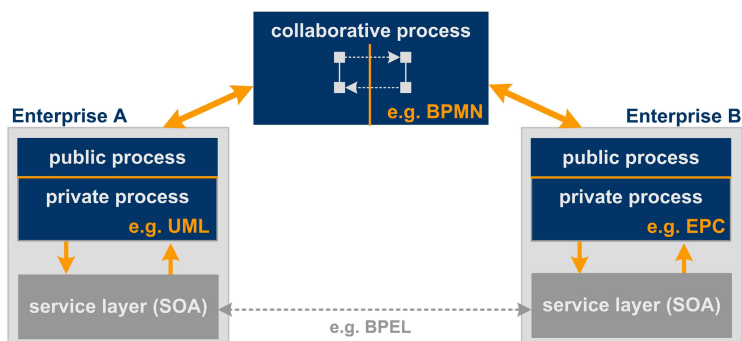 collaborative process
e.g. BPMN
Enterprise A
public process
private process
e.g. UML
service layer (SOA)
Enterprise B
public process
private process
e.g. EPC
service layer (SOA)
e.g. BPEL